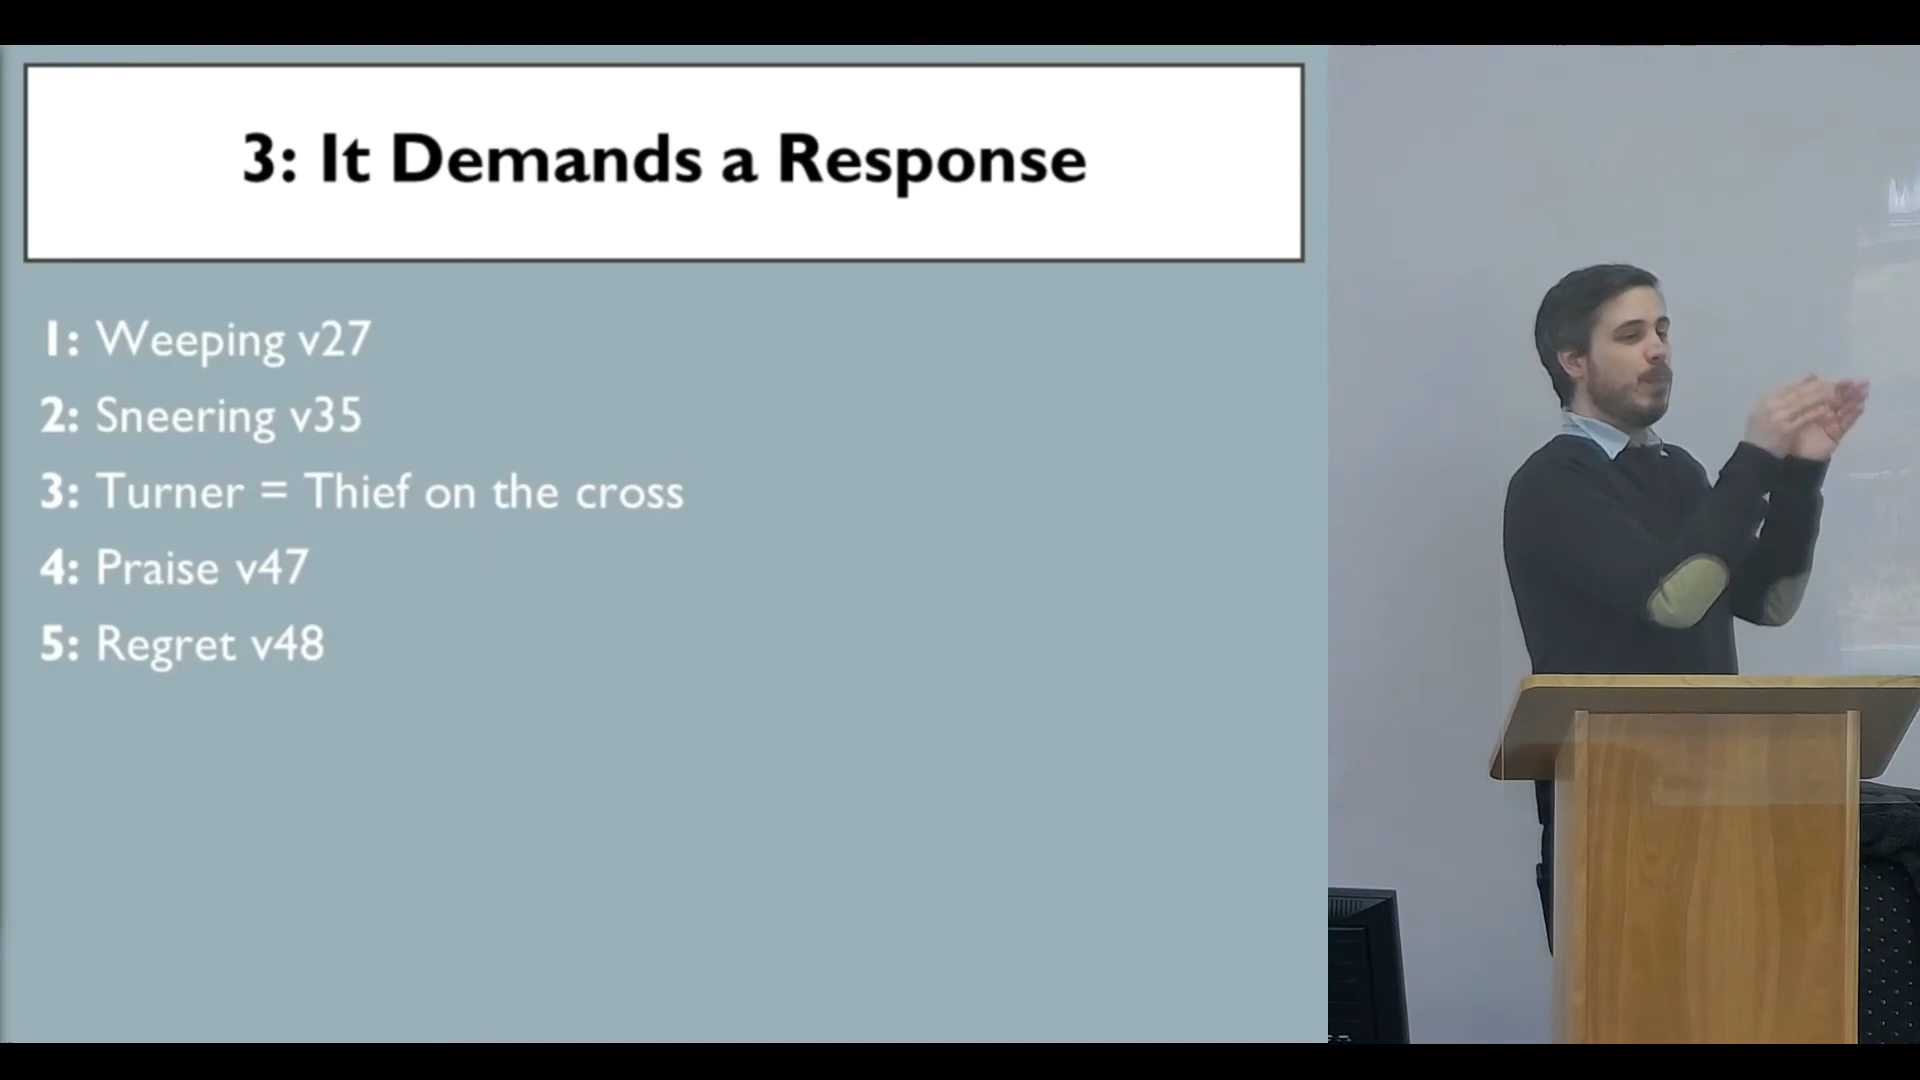 3: It Demands a Response
1: Weeping v27
2: Sneering v35
3: Turner = Thief on the cross
4: Praise v47
5: Regret v48